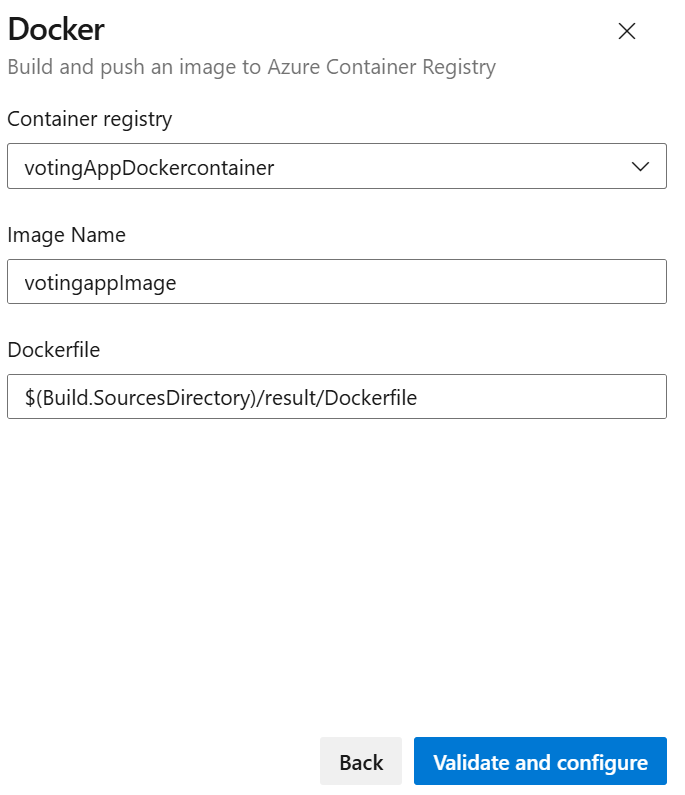 Docker
Build and push an image to Azure Container Registry
Container registry
votingAppDockercontainer
Image Name
votingappImage
Dockerfile
$(Build.SourcesDirectory)/result/Dockerfile
Back
Validate and configure